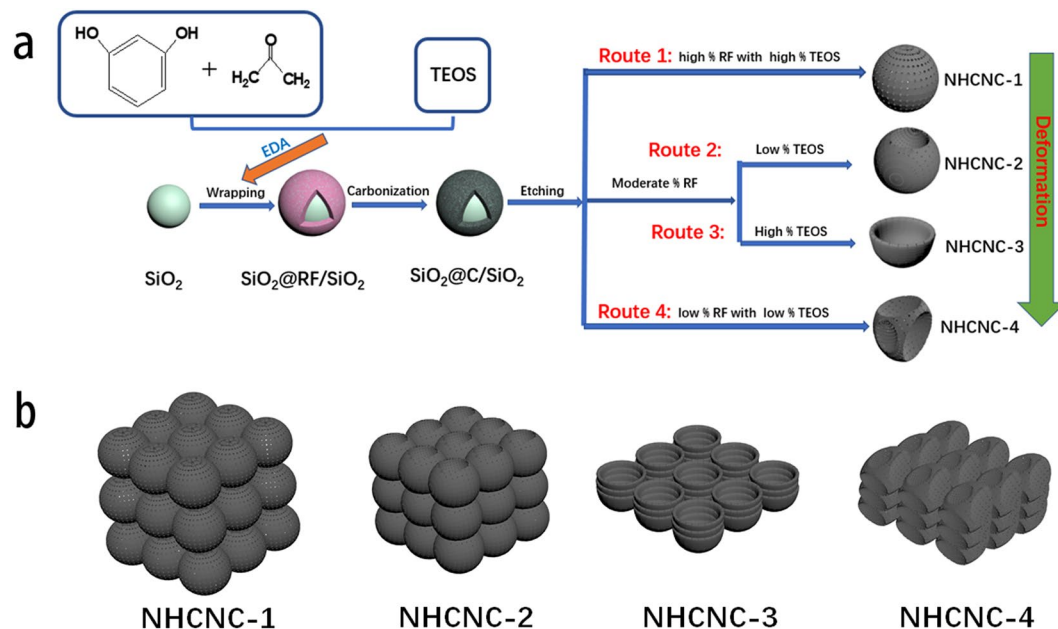 a
HO
OH
+
O
H₂C
CH₂
TEOS
EDA
Wrapping
Carbonization
Etching
SiO₂
SiO₂@RF/SiO₂
SiO₂@C/SiO₂
Route 1: high % RF with high % TEOS
NHCNC-1
Route 2:
Low % TEOS
NHCNC-2
Moderate % RF
Route 3:
High % TEOS
NHCNC-3
Route 4: low % RF with low % TEOS
NHCNC-4
Deformation
b
NHCNC-1
NHCNC-2
NHCNC-3
NHCNC-4